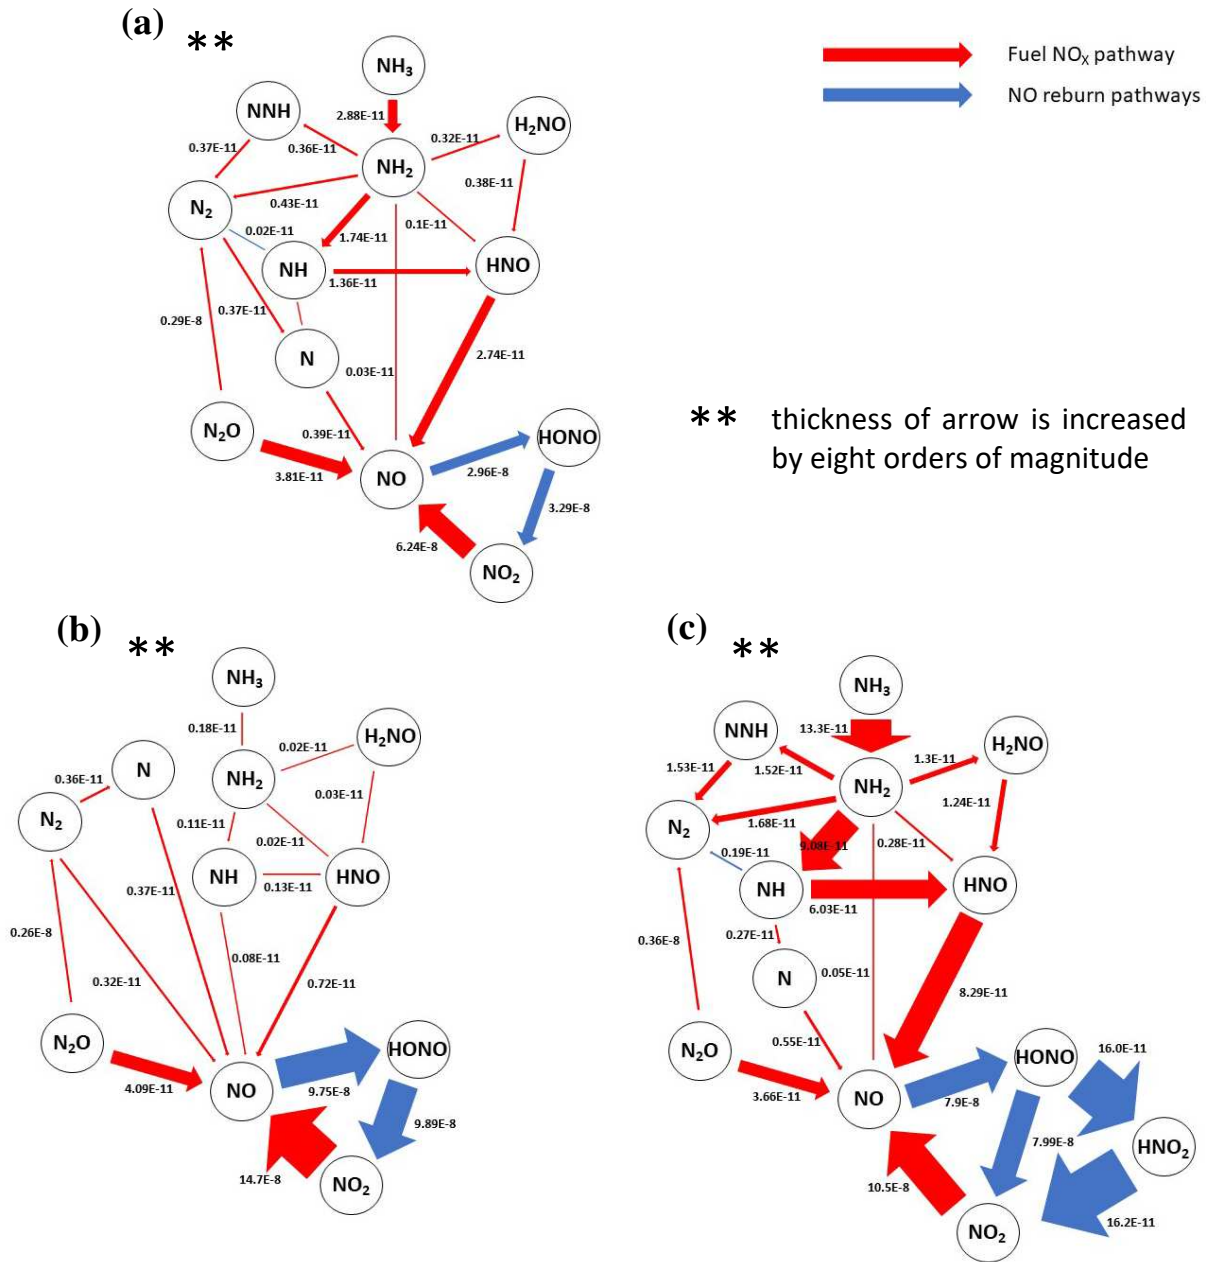 (a) **
Fuel NOX pathway
NO reburn pathways
NH3
2.88E-11
NNH
H2NO
0.32E-11
0.37E-11
0.36E-11
NH2
0.38E-11
N2
0.43E-11
0.1E-11
0.02E-11
1.74E-11
NH
1.36E-11
HNO
0.37E-11
0.29E-8
N
0.03E-11
2.74E-11
N2O
0.39E-11
3.81E-11
NO
2.96E-8
HONO
3.29E-8
6.24E-8
NO2
** thickness of arrow is increased
by eight orders of magnitude
(b) **
NH3
0.18E-11
H2NO
0.02E-11
N
0.36E-11
NH2
0.03E-11
N2
0.11E-11
0.02E-11
NH
0.13E-11
HNO
0.37E-11
0.26E-8
0.08E-11
0.32E-11
0.72E-11
N2O
4.09E-11
NO
9.75E-8
HONO
9.89E-8
14.7E-8
NO2
(c) **
NH3
13.3E-11
NNH
H2NO
1.3E-11
1.53E-11
1.52E-11
NH2
1.24E-11
N2
1.68E-11
9.08E-11
0.28E-11
0.19E-11
NH
6.03E-11
HNO
0.27E-11
0.36E-8
N
0.05E-11
8.29E-11
N2O
0.55E-11
3.66E-11
NO
7.9E-8
HONO
16.0E-11
7.99E-8
HNO2
10.5E-8
16.2E-11
NO2